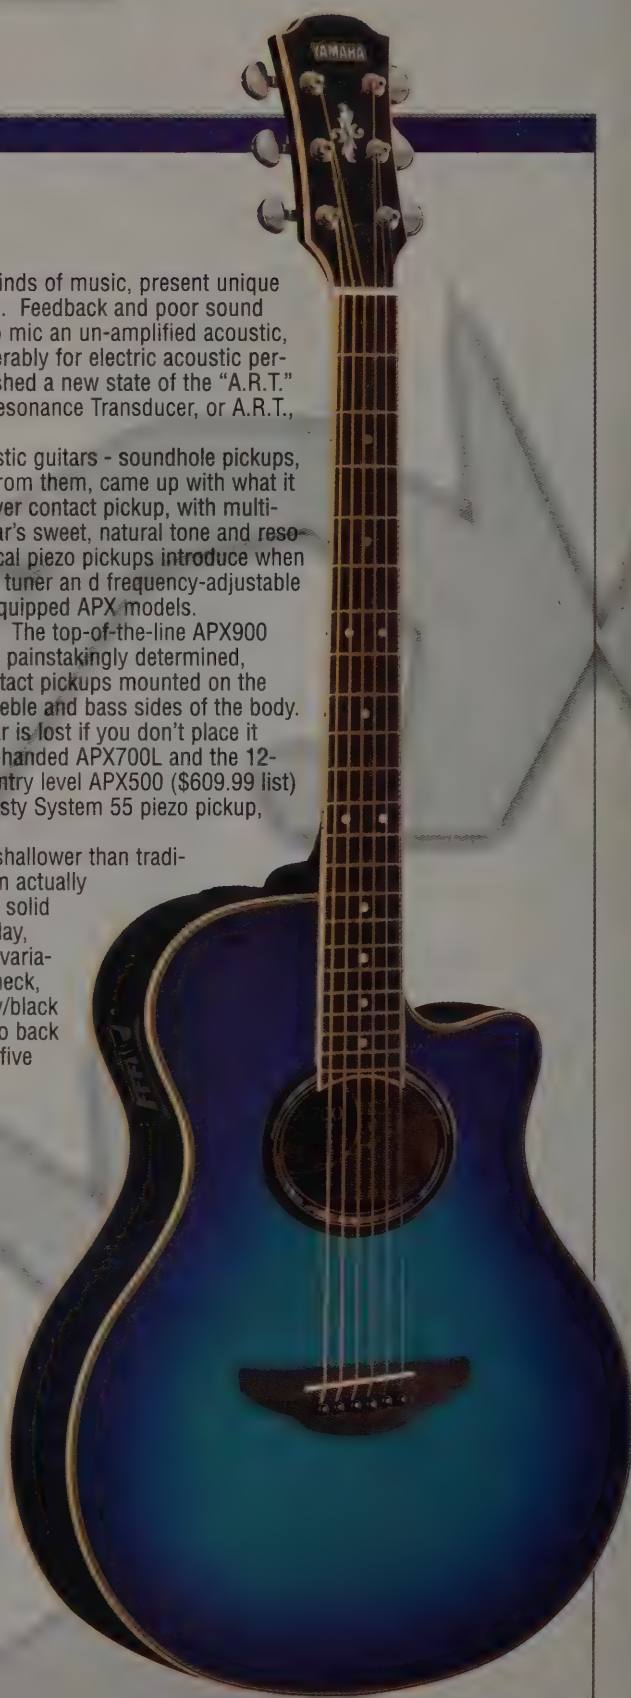 YAMAHA
inds of music, present unique
. Feedback and poor sound
o mic an un-amplified acoustic,
erably for electric acoustic per-
shed a new state of the “A.R.T.”
esonance Transducer, or A.R.T.,
stic guitars - soundhole pickups,
from them, came up with what it
yer contact pickup, with multi-
ar’s sweet, natural tone and reso-
cal piezo pickups introduce when
tuner an d frequency-adjustable
quipped APX models.
The top-of-the-line APX900
painstakingly determined,
tact pickups mounted on the
eble and bass sides of the body.
r is lost if you don’t place it
-handed APX700L and the 12-
ntry level APX500 ($609.99 list)
sty System 55 piezo pickup,
shallower than tradi-
n actually
solid
lay,
varia-
neck,
y/black
o back
five